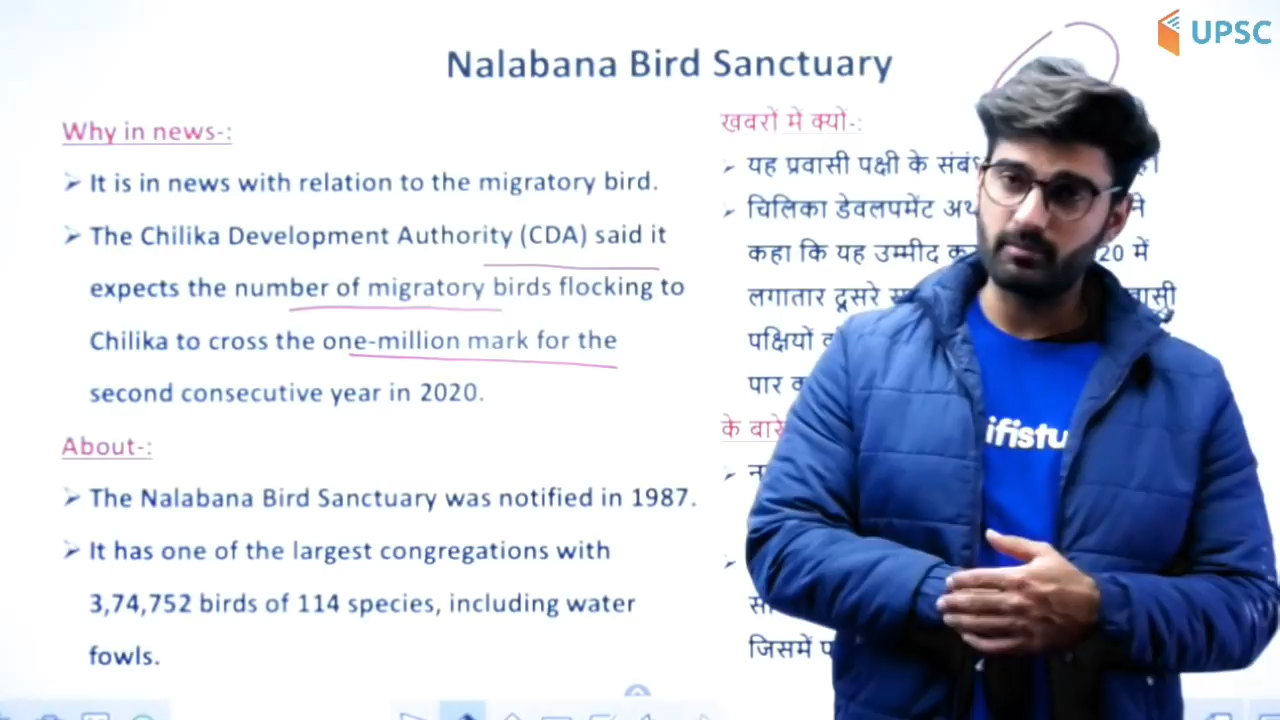 UPSC
Nalabana Bird Sanctuary
Why in news-:
➢ It is in news with relation to the migratory bird.
➢ The Chilika Development Authority (CDA) said it
expects the number of migratory birds flocking to
Chilika to cross the one-million mark for the
second consecutive year in 2020.
About-:
➢ The Nalabana Bird Sanctuary was notified in 1987.
➢ It has one of the largest congregations with
3,74,752 birds of 114 species, including water
fowls.
खबरों में क्यों-:
➢ यह प्रवासी पक्षी के
➢ चिलिका डेवलपमेंट
कहा कि यह उम्मीद 20 में
लगातार दूसरे
पक्षियों
पार
के बारे
जिसमें
ifistu